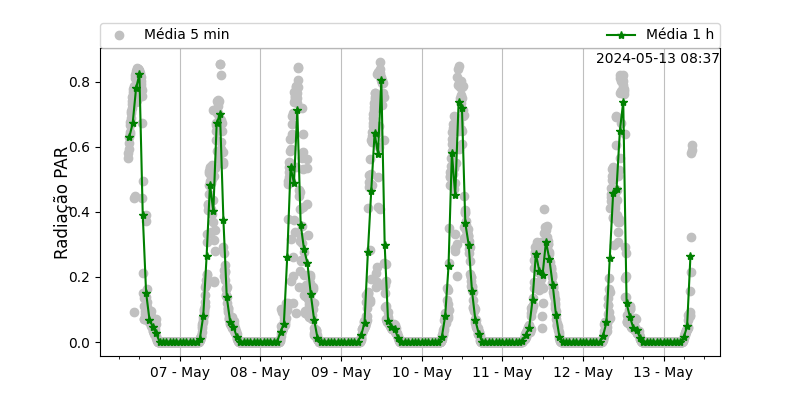 Média 5 min
Média 1 h
2024-05-13 08:37
Radiação PAR
0.8
0.6
0.4
0.2
0.0
07 - May
08 - May
09 - May
10 - May
11 - May
12 - May
13 - May